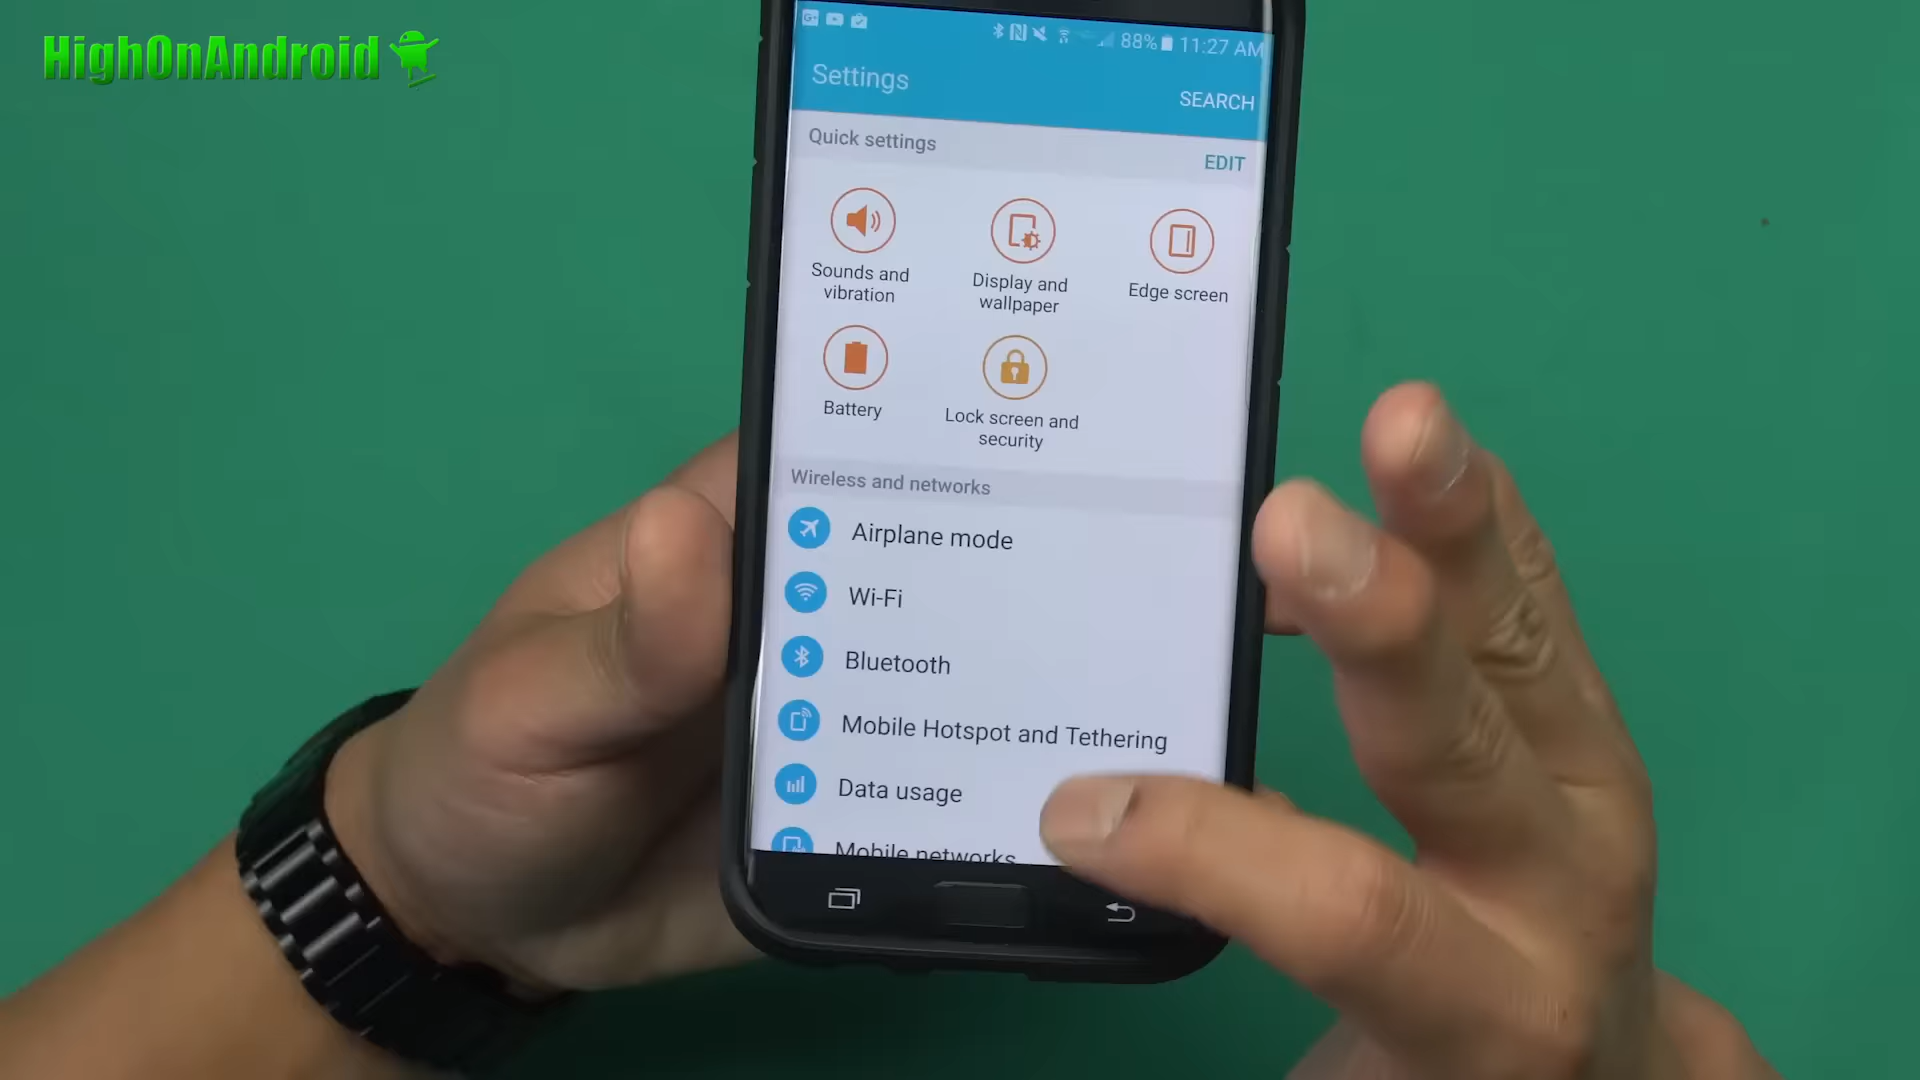 HighOnAndroid
88% 11:27 AM
Settings
SEARCH
Quick settings
EDIT
Sounds and
vibration
Display and
wallpaper
Edge screen
Battery
Lock screen and
security
Wireless and networks
Airplane mode
Wi-Fi
Bluetooth
Mobile Hotspot and Tethering
Data usage
Mobile networks